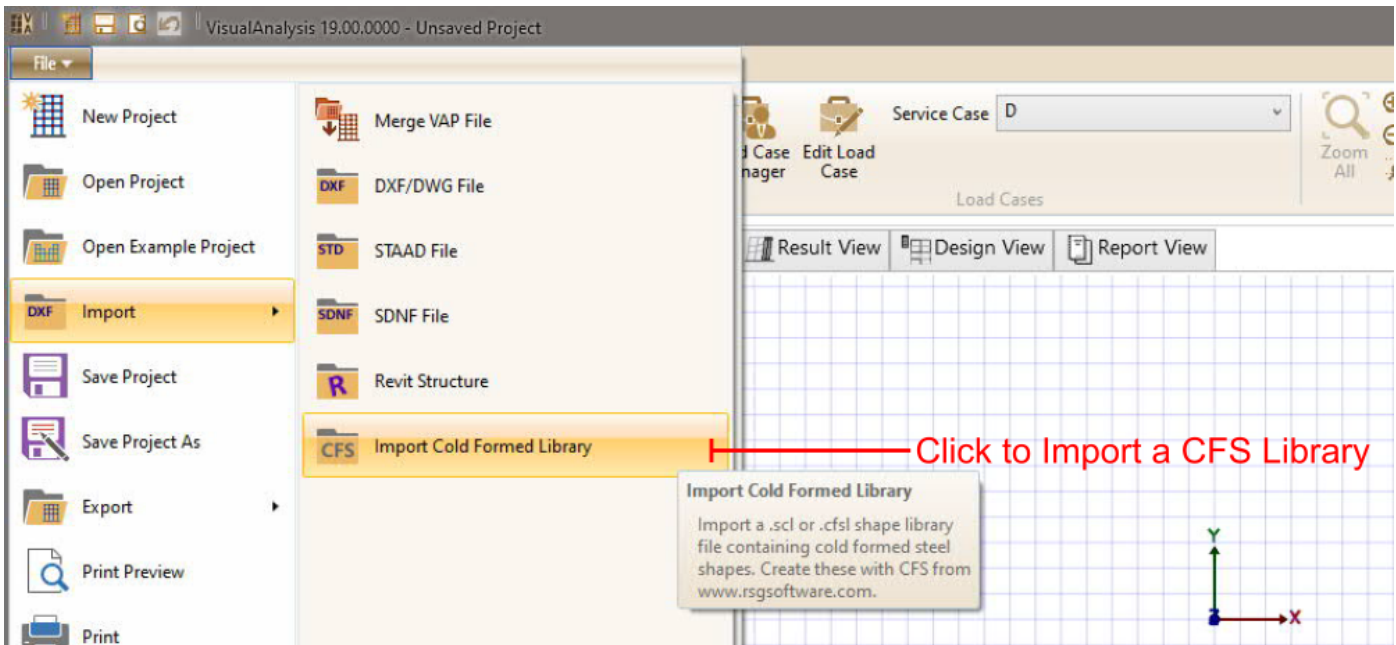 VisualAnalysis 19.00.0000 - Unsaved Project
File
New Project
Open Project
Open Example Project
DXF Import
Save Project
Save Project As
Export
Print Preview
Print
Merge VAP File
DXF DXF/DWG File
STD STAAD File
SDNF SDNF File
R Revit Structure
CFS Import Cold Formed Library
Edit Load
Case
Service Case D
Load Cases
Zoom
All
Result View Design View Report View
Click to Import a CFS Library
Import Cold Formed Library
Import a .scl or .cfsl shape library
file containing cold formed steel
shapes. Create these with CFS from
www.rsgsoftware.com.
Y
X